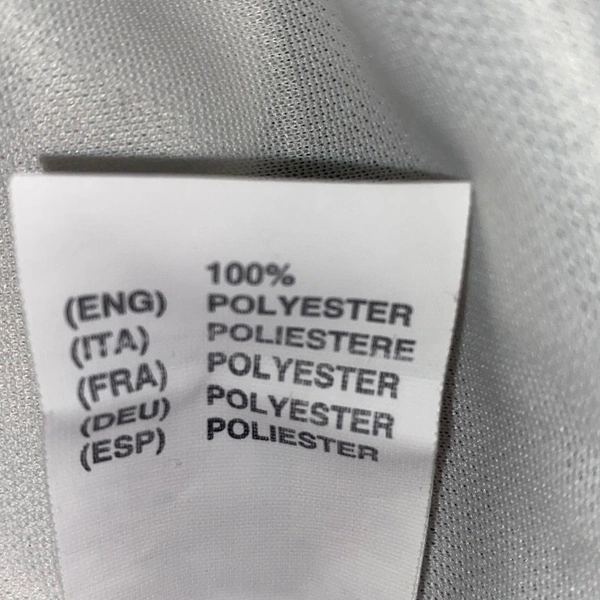 100%
(ENG) POLYESTER
(ITA) POLIESTERE
(FRA) POLYESTER
(DEU) POLYESTER
(ESP) POLIESTER